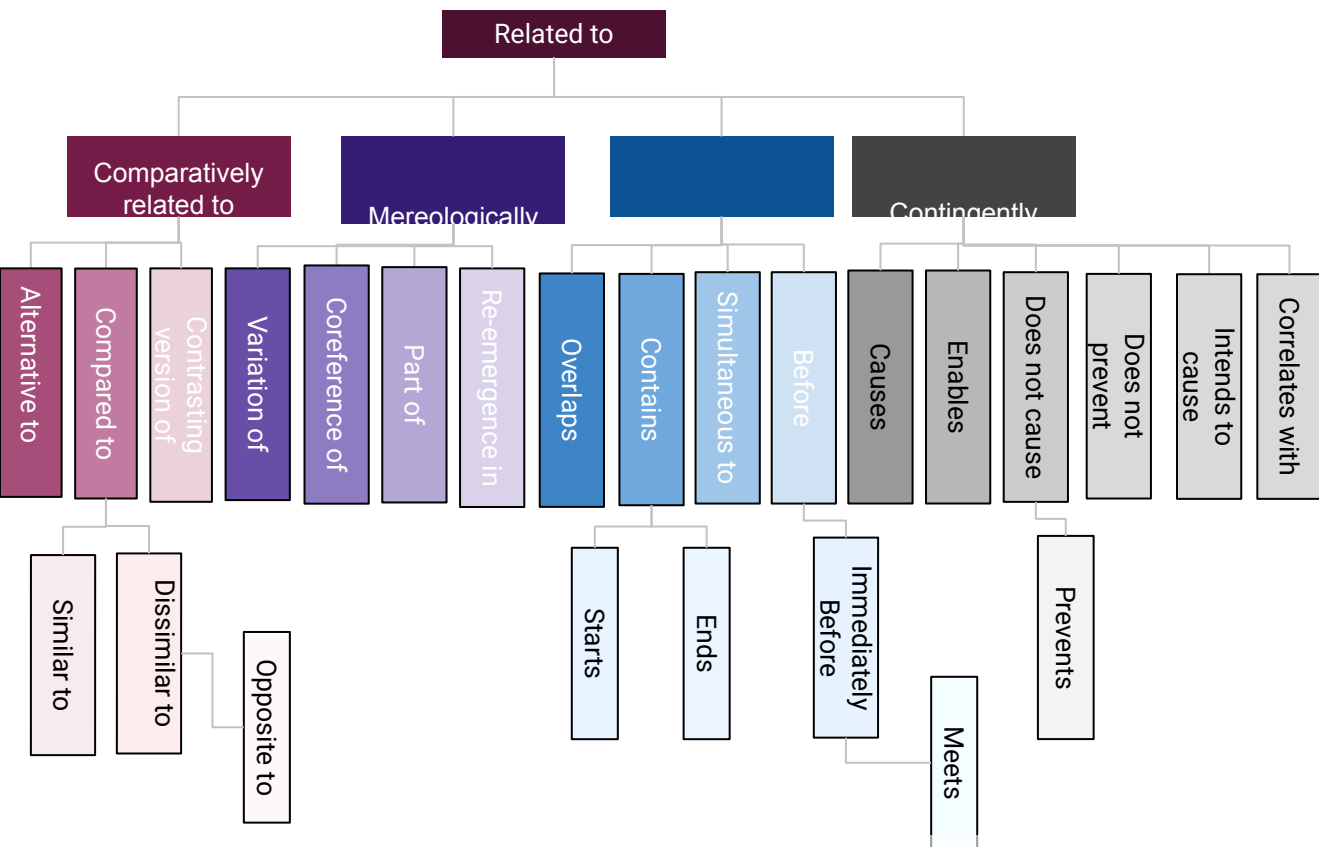 Related to
Comparatively
related to
Mereologically
Contingently
Alternative to
Compared to
Contrasting
version of
Variation of
Coreference of
Part of
Re-emergence in
Overlaps
Contains
Simultaneous to
Before
Causes
Enables
Does not cause
Does not
prevent
Intends to
cause
Correlates with
Similar to
Dissimilar to
Opposite to
Starts
Ends
Immediately
Before
Meets
Prevents